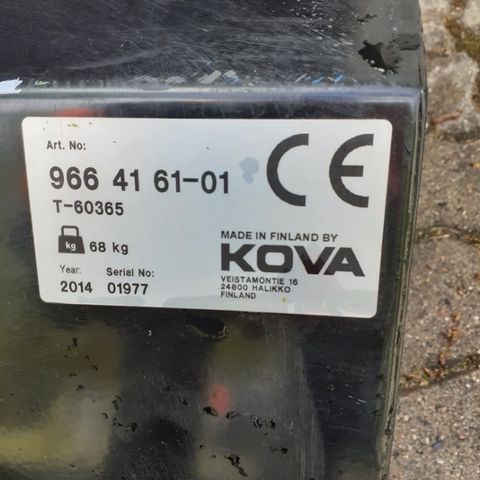 Art. No:
966 41 61-01
T-60365
kg 68 kg
Year: Serial No:
2014 01977
CE
MADE IN FINLAND BY
KOVA
VEISTAMONTIE 16
24800 HALIKKO
FINLAND